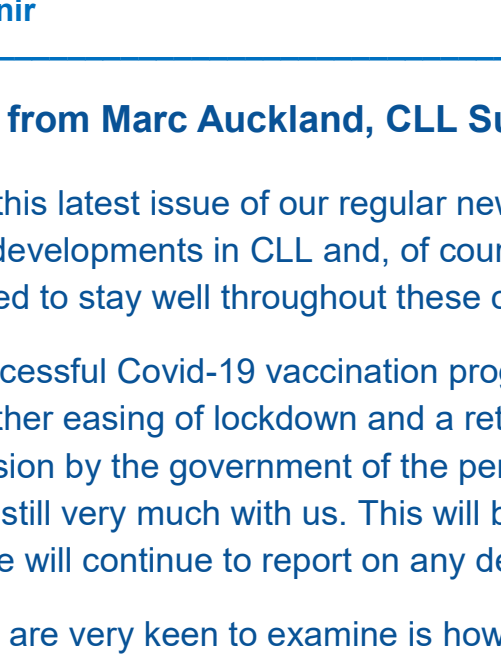 nir
from Marc Auckland, CLL Su
this latest issue of our regular new
developments in CLL and, of cour
ed to stay well throughout these c
ccessful Covid-19 vaccination prog
ther easing of lockdown and a ret
sion by the government of the per
still very much with us. This will b
e will continue to report on any de
are very keen to examine is how